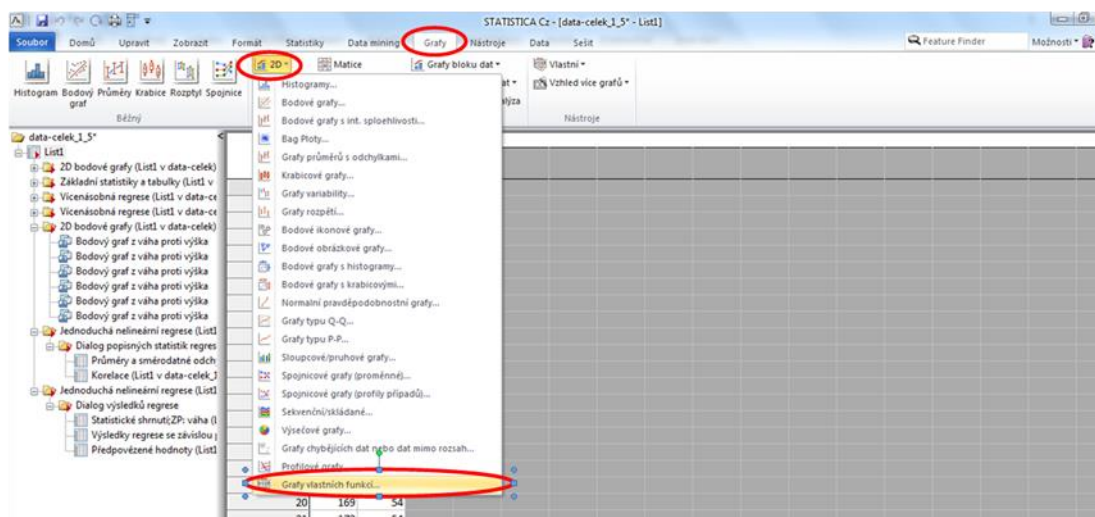 STATISTICA Cz - [data-celek_1_5* - List1]
Soubor Domů Upravit Zobrazit Formát Statistiky Data mining Grafy Nástroje Data Sešit Feature Finder Možnosti
Histogram Bodový graf Průměry Krabice Rozptyl Spojnice
Běžný
2D
Matice
Grafy bloku dat
Vlastní
Vzhled více grafů
Nástroje
data-celek_1_5*
List1
2D bodové grafy (List1 v data-celek)
Základní statistiky a tabulky (List1 v
Vícenásobná regrese (List1 v data-ce
Vícenásobná regrese (List1 v data-ce
2D bodové grafy (List1 v data-celek)
Bodový graf z váha proti výška
Bodový graf z váha proti výška
Bodový graf z váha proti výška
Bodový graf z váha proti výška
Bodový graf z váha proti výška
Jednoduchá nelineární regrese (List1
Dialog popisných statistik regres
Průměry a směrodatné odch
Korelace (List1 v data-celek_1
Jednoduchá nelineární regrese (List1
Dialog výsledků regrese
Statistické shrnutí;ZP: váha (L
Výsledky regrese se závislou
Předpovězené hodnoty (List1
Histogramy...
Bodové grafy...
Bodové grafy s int. sploehlivosti...
Bag Ploty...
Grafy průměrů s odchylkami...
Krabicové grafy...
Grafy variability...
Grafy rozpětí...
Bodové ikonové grafy...
Bodové obrázkové grafy...
Bodové grafy s histogramy...
Bodové grafy s krabicovými...
Normalní pravděpodobnostní grafy...
Grafy typu Q-Q...
Grafy typu P-P...
Sloupcové/pruhové grafy...
Spojnicové grafy (proměnné)...
Spojnicové grafy (profily případů)...
Sekvenční/skládané...
Výsečové grafy...
Grafy chybějících dat nebo dat mimo rozsah...
Profilové grafy...
Grafy vlastních funkcí...
20 169 54